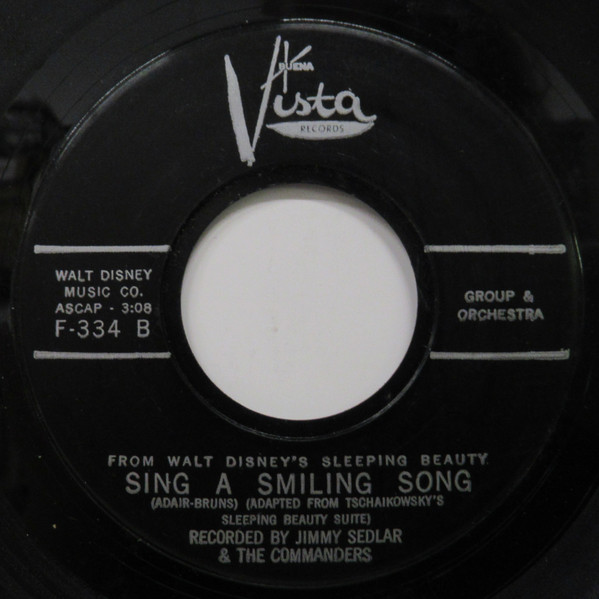 BUENA
Vista
RECORDS
WALT DISNEY
MUSIC CO.
ASCAP - 3:08
F-334 B
GROUP &
ORCHESTRA
FROM WALT DISNEY'S SLEEPING BEAUTY
SING A SMILING SONG
(ADAIR-BRUNS) (ADAPTED FROM TSCHAIKOWSKY'S
SLEEPING BEAUTY SUITE)
RECORDED BY JIMMY SEDLAR
& THE COMMANDERS